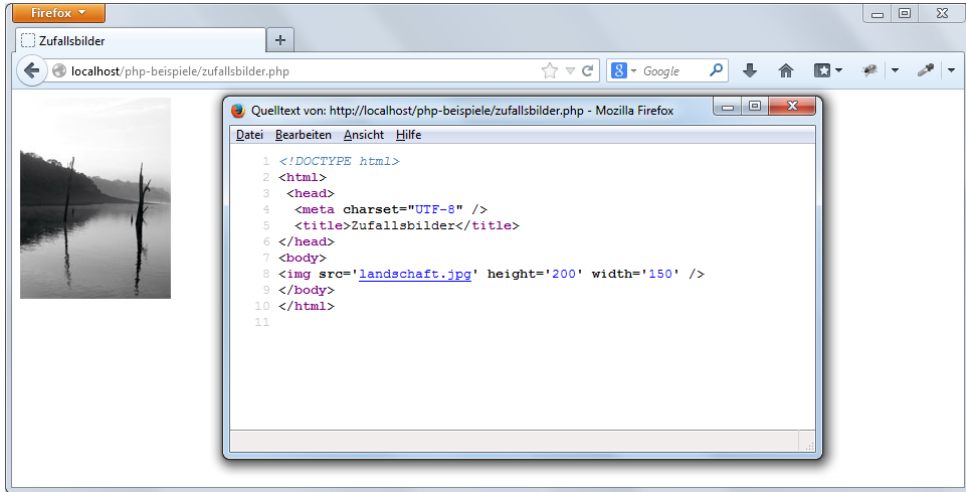 Firefox
Zufallsbilder
localhost/php-beispiele/zufallsbilder.php
8 Google
Quelltext von: http://localhost/php-beispiele/zufallsbilder.php - Mozilla Firefox
Datei Bearbeiten Ansicht Hilfe
1 <!DOCTYPE html>
2 <html>
3 <head>
4 <meta charset="UTF-8" />
5 <title>Zufallsbilder</title>
6 </head>
7 <body>
8 <img src='landschaft.jpg' height='200' width='150' />
9 </body>
10 </html>
11